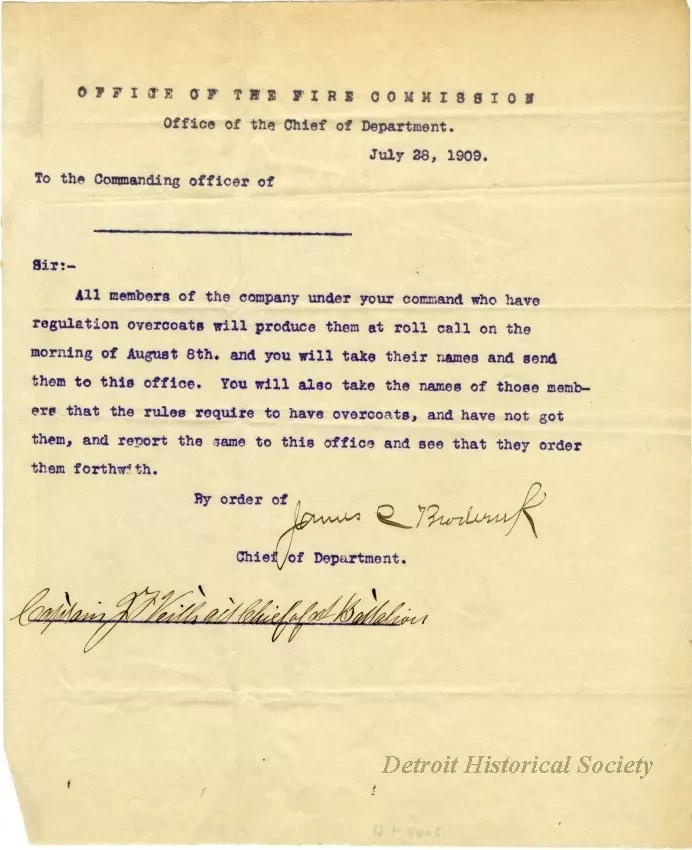 OFFICE OF THE FIRE COMMISSION
Office of the Chief of Department.
July 28, 1909.
To the Commanding officer of
Sir:-
All members of the company under your command who have
regulation overcoats will produce them at roll call on the
morning of August 8th. and you will take their names and send
them to this office. You will also take the names of those memb-
ers that the rules require to have overcoats, and have not got
them, and report the same to this office and see that they order
them forthwith.
By order of
James C Broderick
Chief of Department.
Captain Chief of Battalion
Detroit Historical Society